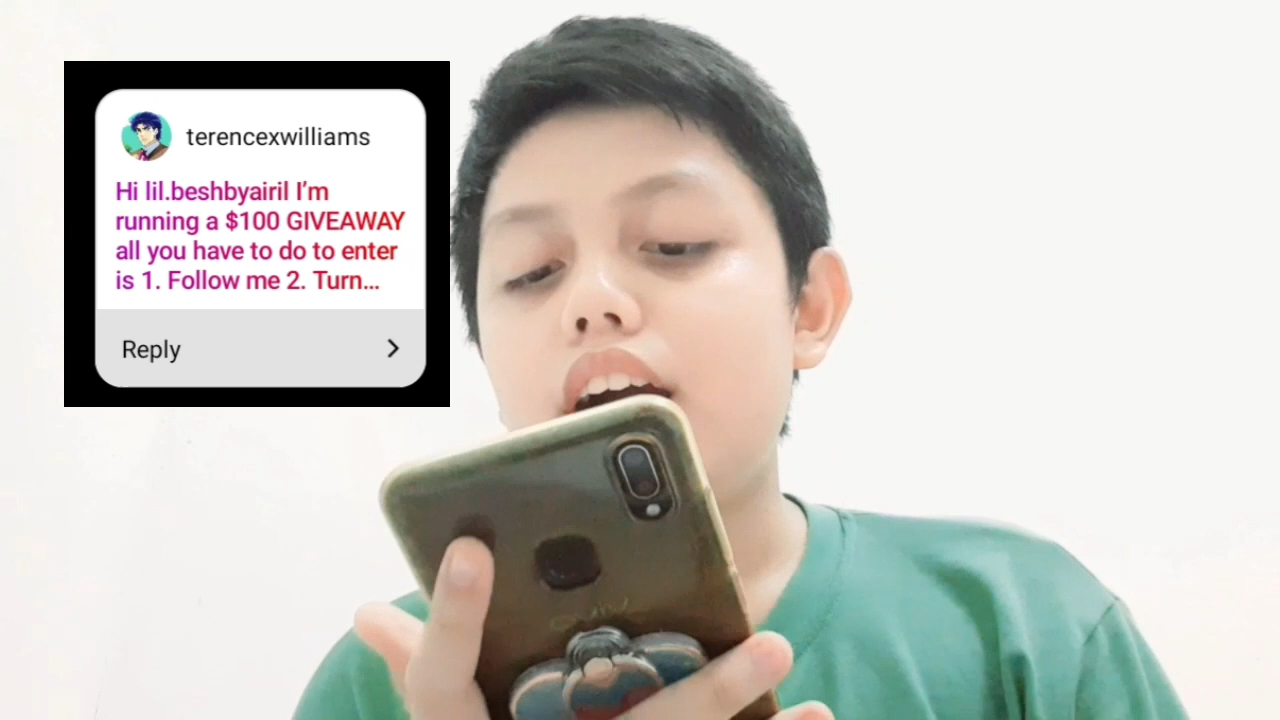 terencexwilliams
Hi lil.beshbyairil I’m
running a $100 GIVEAWAY
all you have to do to enter
is 1. Follow me 2. Turn...
Reply